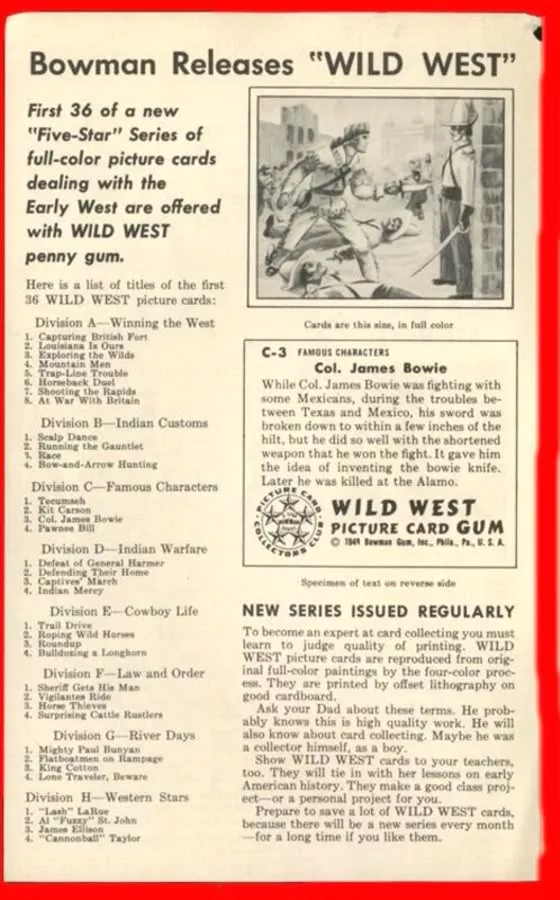 Bowman Releases "WILD WEST"
First 36 of a new
"Five-Star" Series of
full-color picture cards
dealing with the
Early West are offered
with WILD WEST
penny gum.
Here is a list of titles of the first
36 WILD WEST picture cards:
Division A—Winning the West
1. Capturing British Fort
2. Louisiana Is Ours
3. Exploring the Wilds
4. Mountain Men
5. Trap-Line Trouble
6. Horseback Duel
7. Shooting the Rapids
8. At War With Britain
Division B—Indian Customs
1. Scalp Dance
2. Running the Gauntlet
3. Race
4. Bow-and-Arrow Hunting
Division C—Famous Characters
1. Tecumseh
2. Kit Carson
3. Col. James Bowie
4. Pawnee Bill
Division D—Indian Warfare
1. Defeat of General Harmer
2. Defending Their Home
3. Captives' March
4. Indian Mercy
Division E—Cowboy Life
1. Trail Drive
2. Roping Wild Horses
3. Roundup
4. Bulldozing a Longhorn
Division F—Law and Order
1. Sheriff Gets His Man
2. Vigilantes Ride
3. Horse Thieves
4. Surprising Cattle Rustlers
Division G—River Days
1. Mighty Paul Bunyan
2. Flatboatmen on Rampage
3. King Cotton
4. Lone Traveler, Beware
Division H—Western Stars
1. "Lash" LaRue
2. Al "Fuzzy" St. John
3. James Ellison
4. "Cannonball" Taylor
Cards are this size, in full color
C-3 FAMOUS CHARACTERS
Col. James Bowie
While Col. James Bowie was fighting with
some Mexicans, during the troubles be-
tween Texas and Mexico, his sword was
broken down to within a few inches of the
hilt, but he did so well with the shortened
weapon that he won the fight. It gave him
the idea of inventing the bowie knife.
Later he was killed at the Alamo.
PICTURE CARD
COLLECTORS CLUB
WILD WEST
PICTURE CARD GUM
© 1949 Bowman Gum, Inc., Phila., Pa., U. S. A.
Specimen of text on reverse side
NEW SERIES ISSUED REGULARLY
To become an expert at card collecting you must
learn to judge quality of printing. WILD
WEST picture cards are reproduced from orig-
inal full-color paintings by the four-color proc-
ess. They are printed by offset lithography on
good cardboard.
Ask your Dad about these terms. He prob-
ably knows this is high quality work. He will
also know about card collecting. Maybe he was
a collector himself, as a boy.
Show WILD WEST cards to your teachers,
too. They will tie in with her lessons on early
American history. They make a good class proj-
ect—or a personal project for you.
Prepare to save a lot of WILD WEST cards,
because there will be a new series every month
—for a long time if you like them.